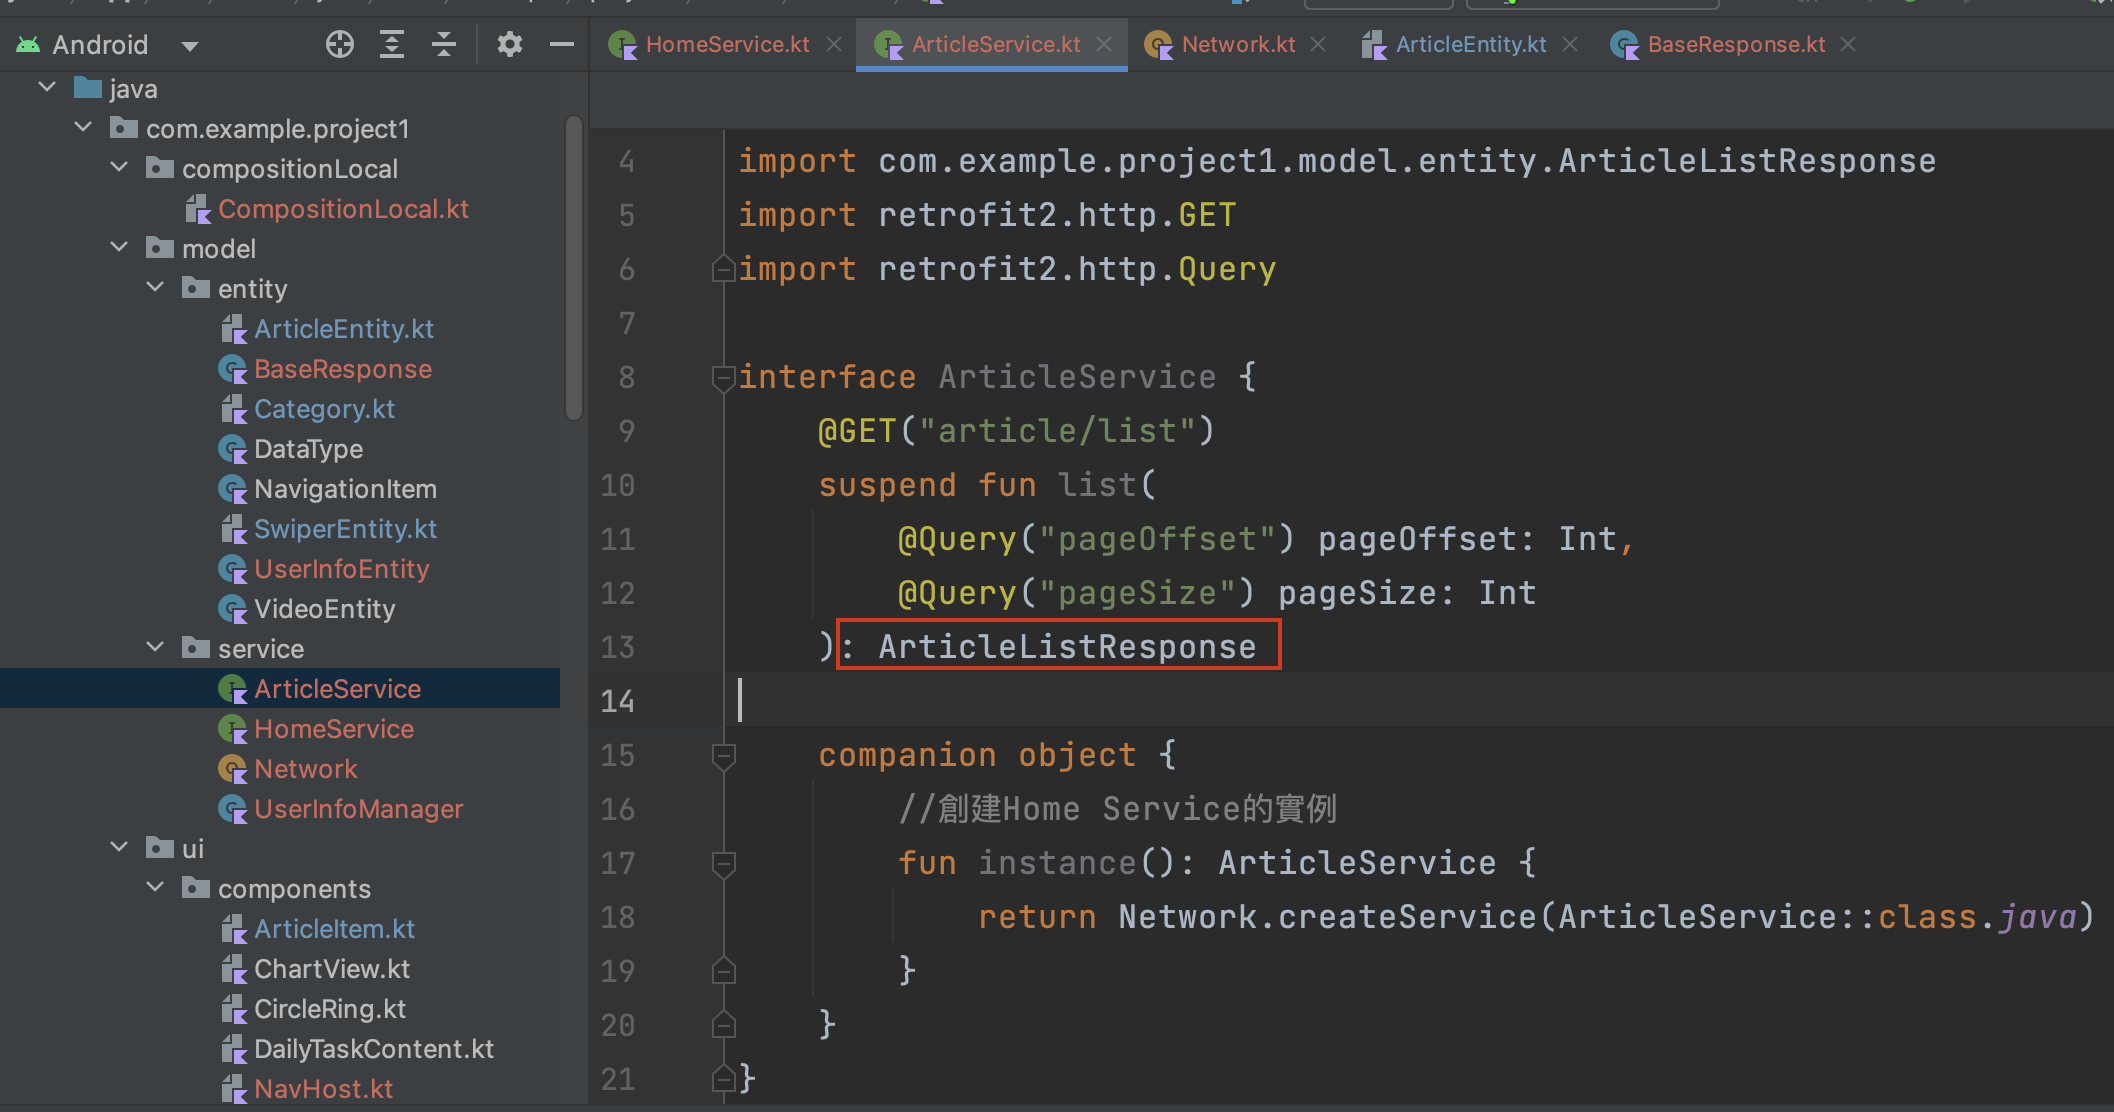 Android
HomeService.kt
ArticleService.kt
Network.kt
ArticleEntity.kt
BaseResponse.kt
java
com.example.project1
compositionLocal
CompositionLocal.kt
model
entity
ArticleEntity.kt
BaseResponse
Category.kt
DataType
NavigationItem
SwiperEntity.kt
UserInfoEntity
VideoEntity
service
ArticleService
HomeService
Network
UserInfoManager
ui
components
ArticleItem.kt
ChartView.kt
CircleRing.kt
DailyTaskContent.kt
NavHost.kt
4 import com.example.project1.model.entity.ArticleListResponse
5 import retrofit2.http.GET
6 import retrofit2.http.Query
7
8 interface ArticleService {
9 @GET("article/list")
10 suspend fun list(
11 @Query("pageOffset") pageOffset: Int,
12 @Query("pageSize") pageSize: Int
13 ): ArticleListResponse
14
15 companion object {
16 //創建Home Service的實例
17 fun instance(): ArticleService {
18 return Network.createService(ArticleService::class.java)
19 }
20 }
21 }